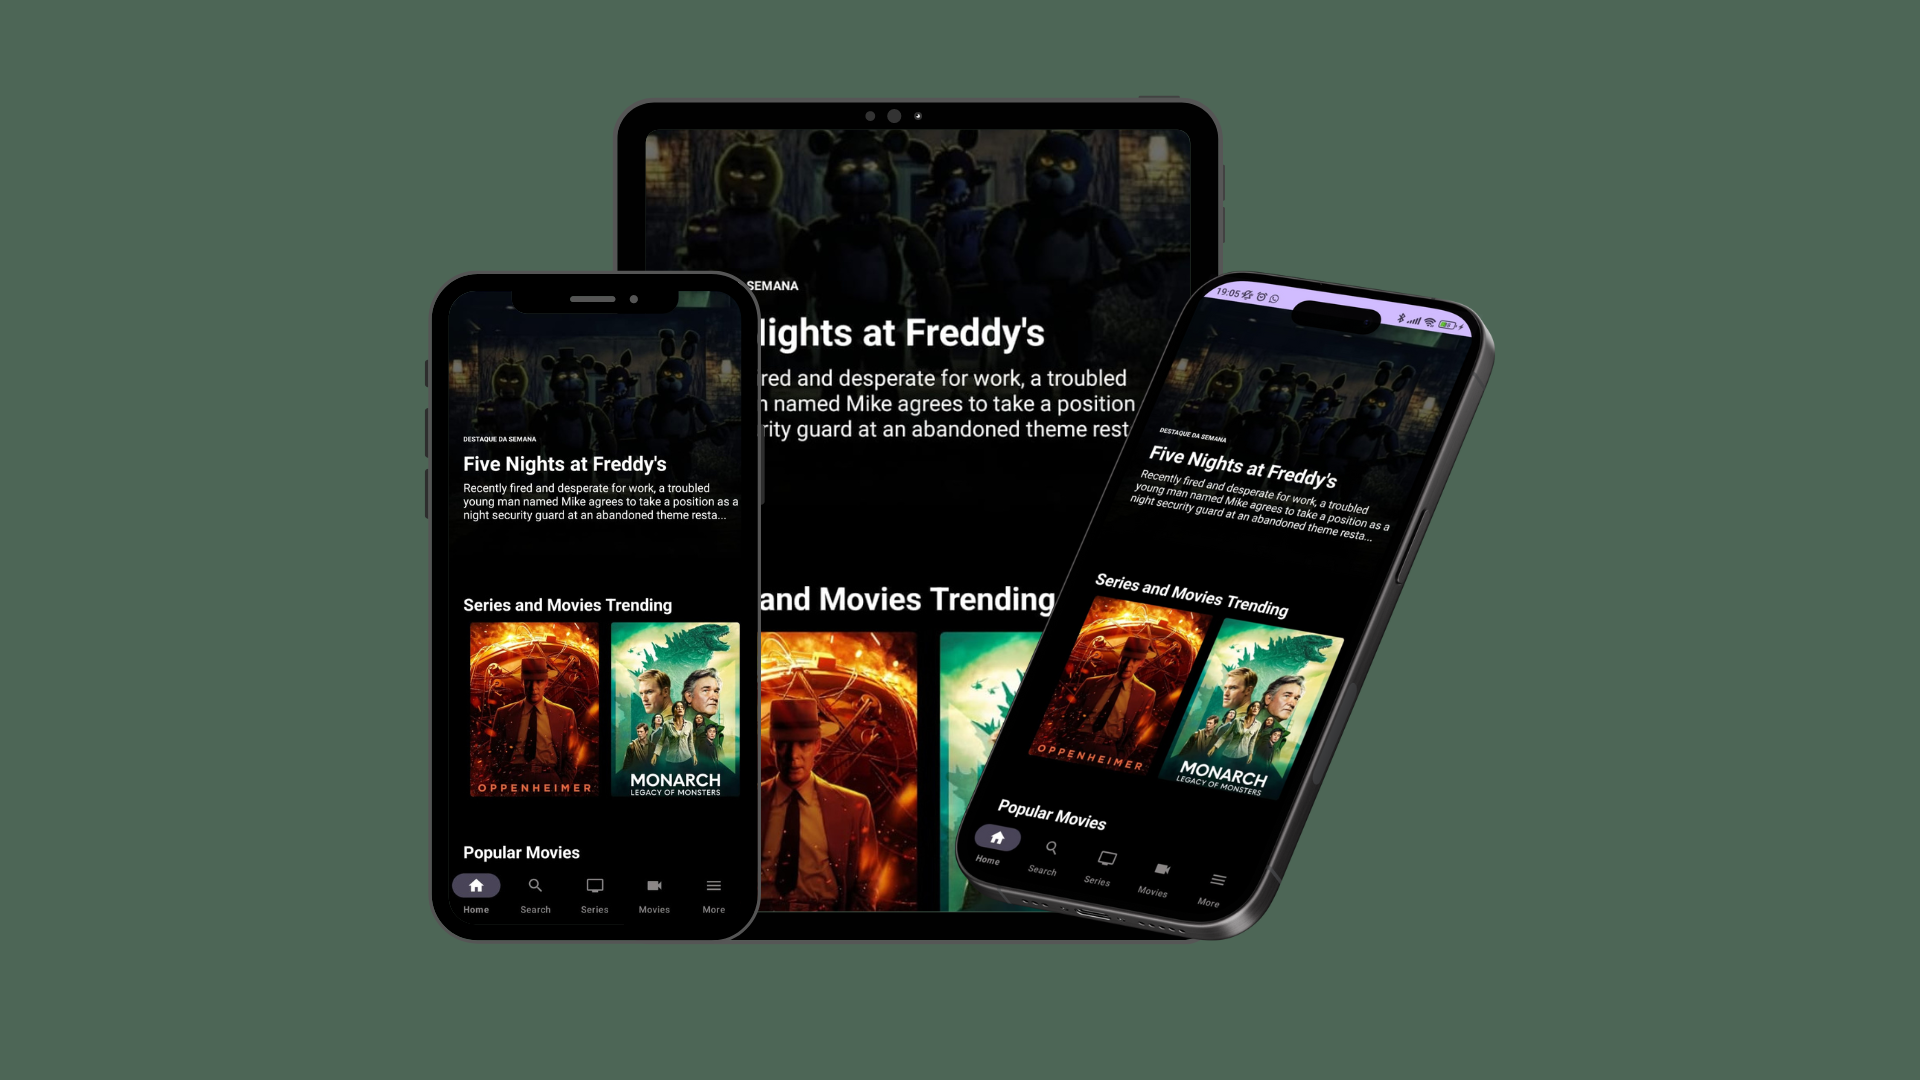 DESTAQUE DA SEMANA
Five Nights at Freddy's
Recently fired and desperate for work, a troubled
young man named Mike agrees to take a position as a
night security guard at an abandoned theme resta...
Series and Movies Trending
OPPENHEIMER
MONARCH
LEGACY OF MONSTERS
Popular Movies
Home
Search
Series
Movies
More
SEMANA
Nights at Freddy's
and desperate for work, a troubled
named Mike agrees to take a position
guard at an abandoned theme rest
and Movies Trending
19:05
DESTAQUE DA SEMANA
Five Nights at Freddy's
Recently fired and desperate for work, a troubled
young man named Mike agrees to take a position as a
night security guard at an abandoned theme resta...
Series and Movies Trending
OPPENHEIMER
MONARCH
LEGACY OF MONSTERS
Popular Movies
Home
Search
Series
Movies
More